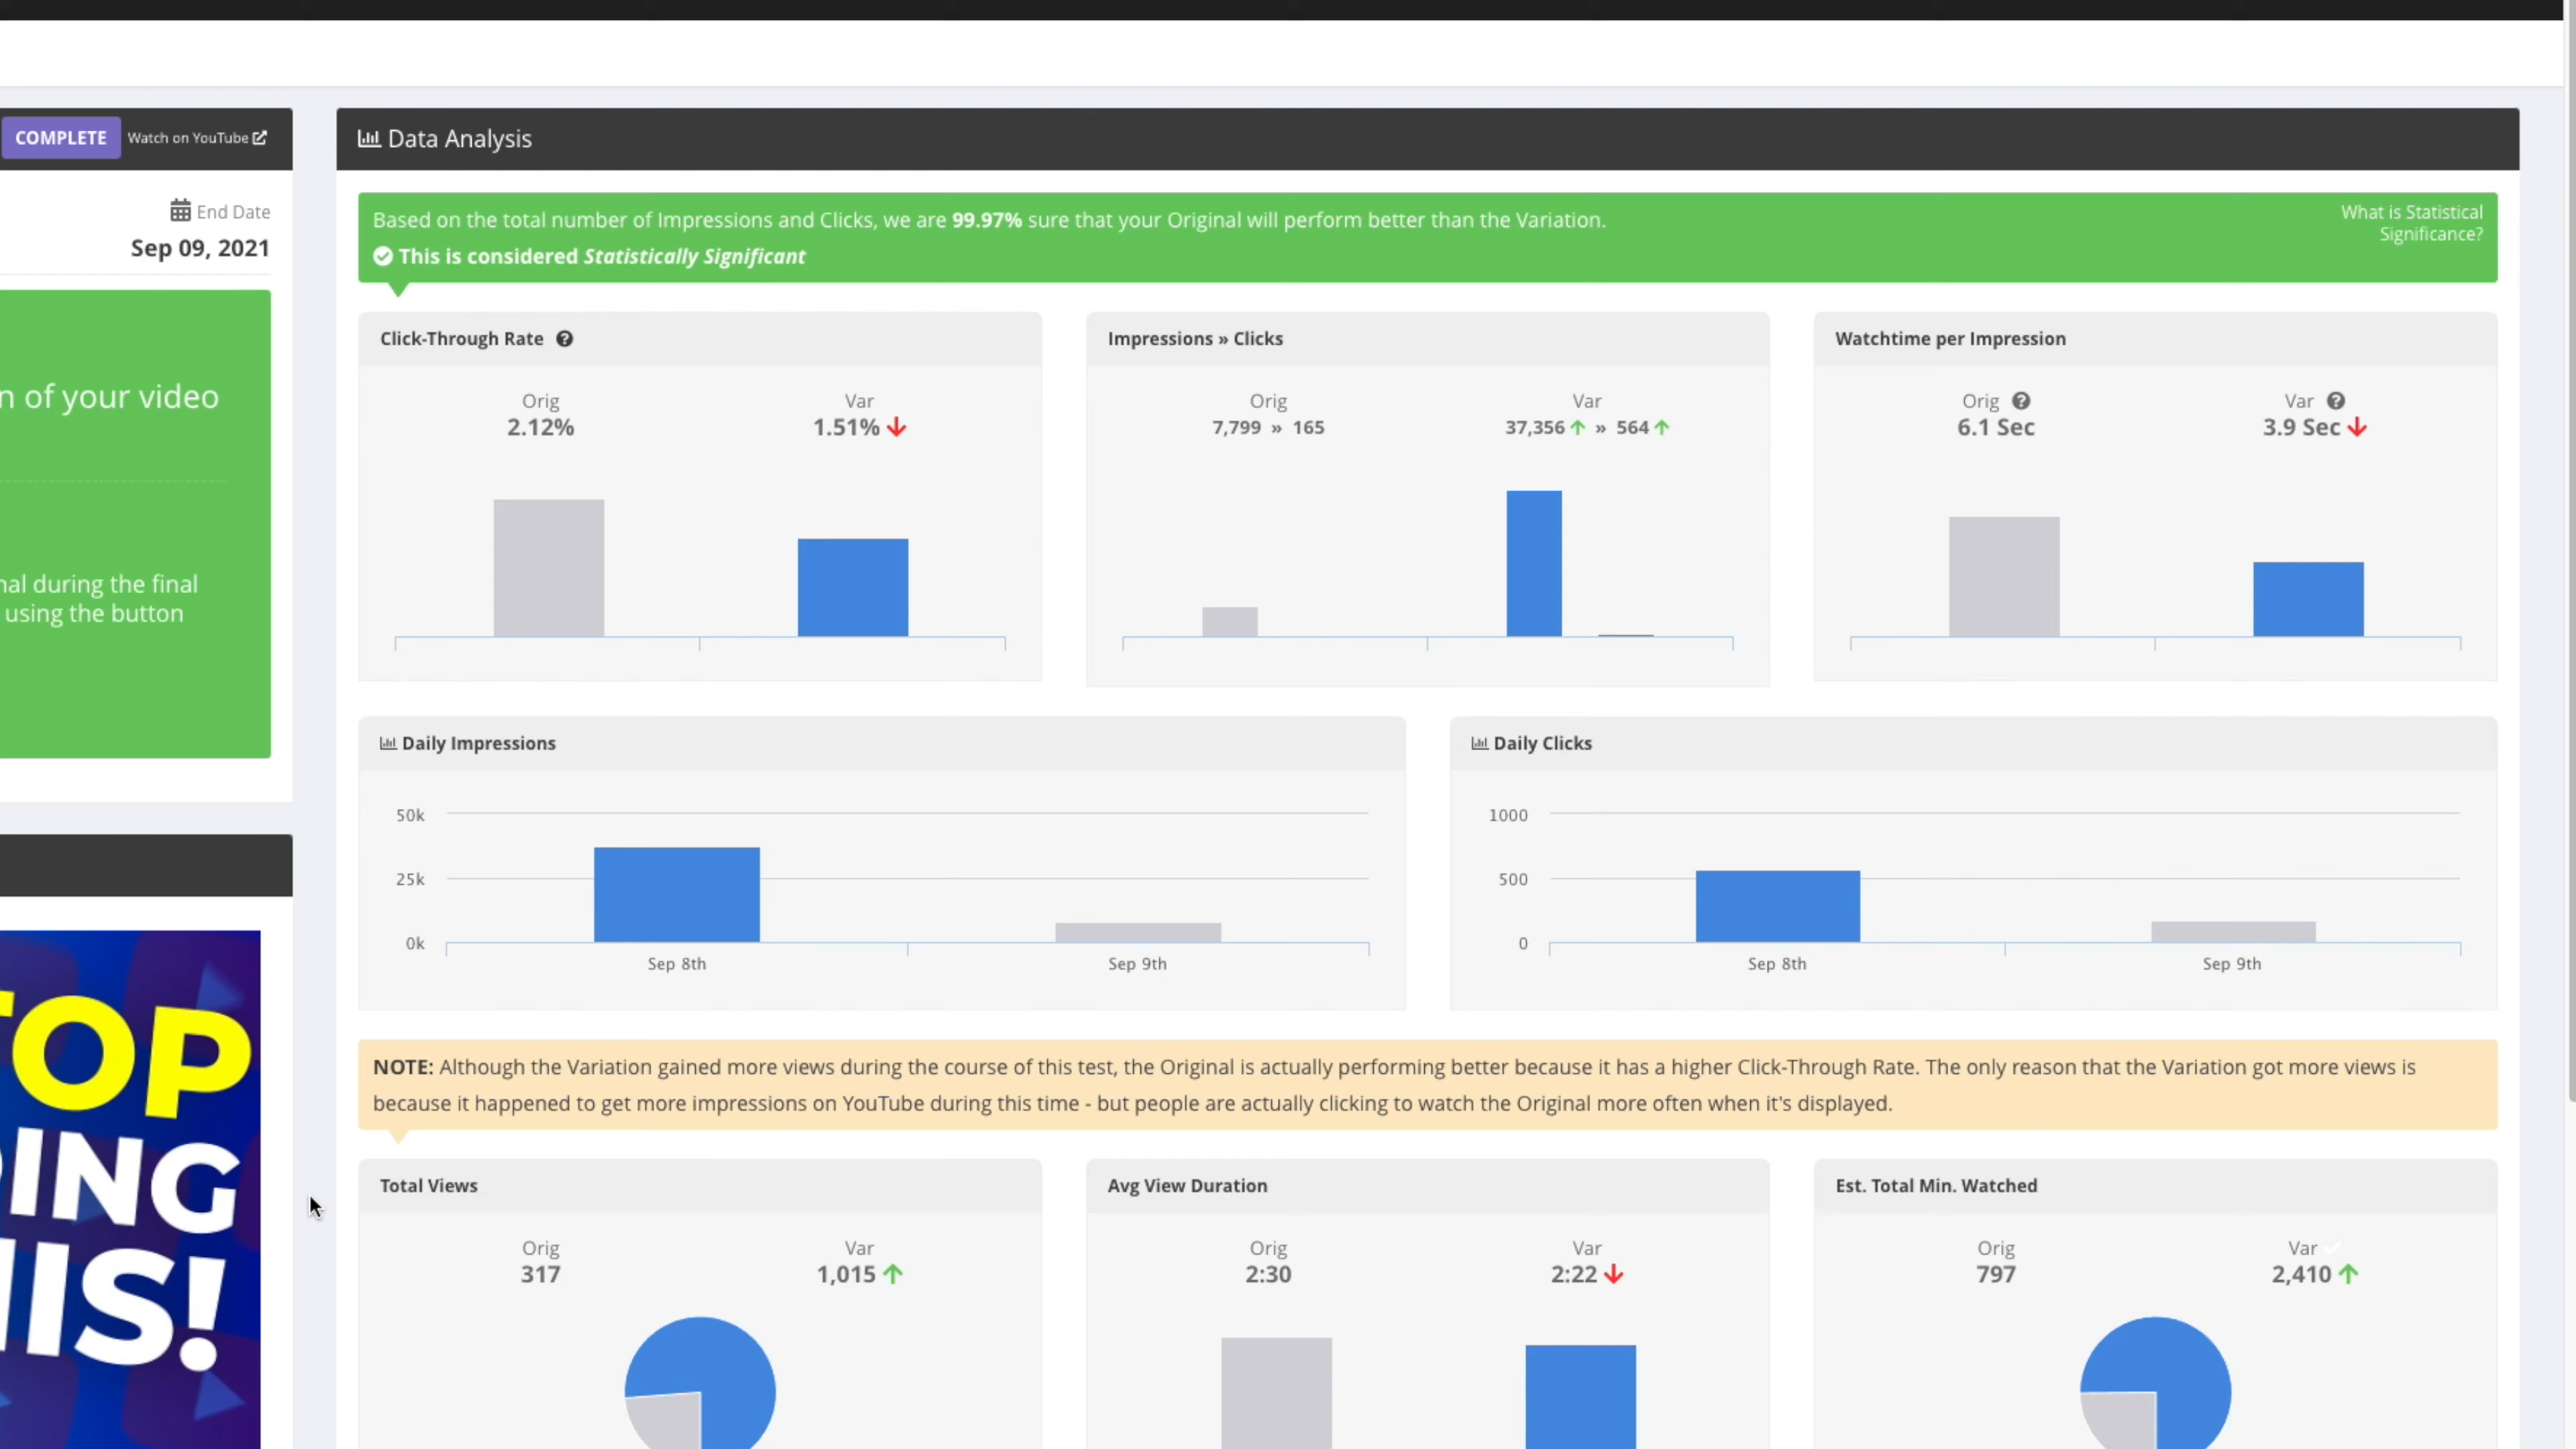 COMPLETE Watch on YouTube
End Date
Sep 09, 2021
n of your video
nal during the final
using the button
TOP
ING
IS!
Data Analysis
Based on the total number of Impressions and Clicks, we are 99.97% sure that your Original will perform better than the Variation.
This is considered Statistically Significant
What is Statistical
Significance?
Click-Through Rate
Orig Var
2.12% 1.51%
Impressions » Clicks
Orig Var
7,799 » 165 37,356 » 564
Watchtime per Impression
Orig Var
6.1 Sec 3.9 Sec
Daily Impressions
50k
25k
0k
Sep 8th Sep 9th
Daily Clicks
1000
500
0
Sep 8th Sep 9th
NOTE: Although the Variation gained more views during the course of this test, the Original is actually performing better because it has a higher Click-Through Rate. The only reason that the Variation got more views is
because it happened to get more impressions on YouTube during this time - but people are actually clicking to watch the Original more often when it's displayed.
Total Views
Orig Var
317 1,015
Avg View Duration
Orig Var
2:30 2:22
Est. Total Min. Watched
Orig Var
797 2,410